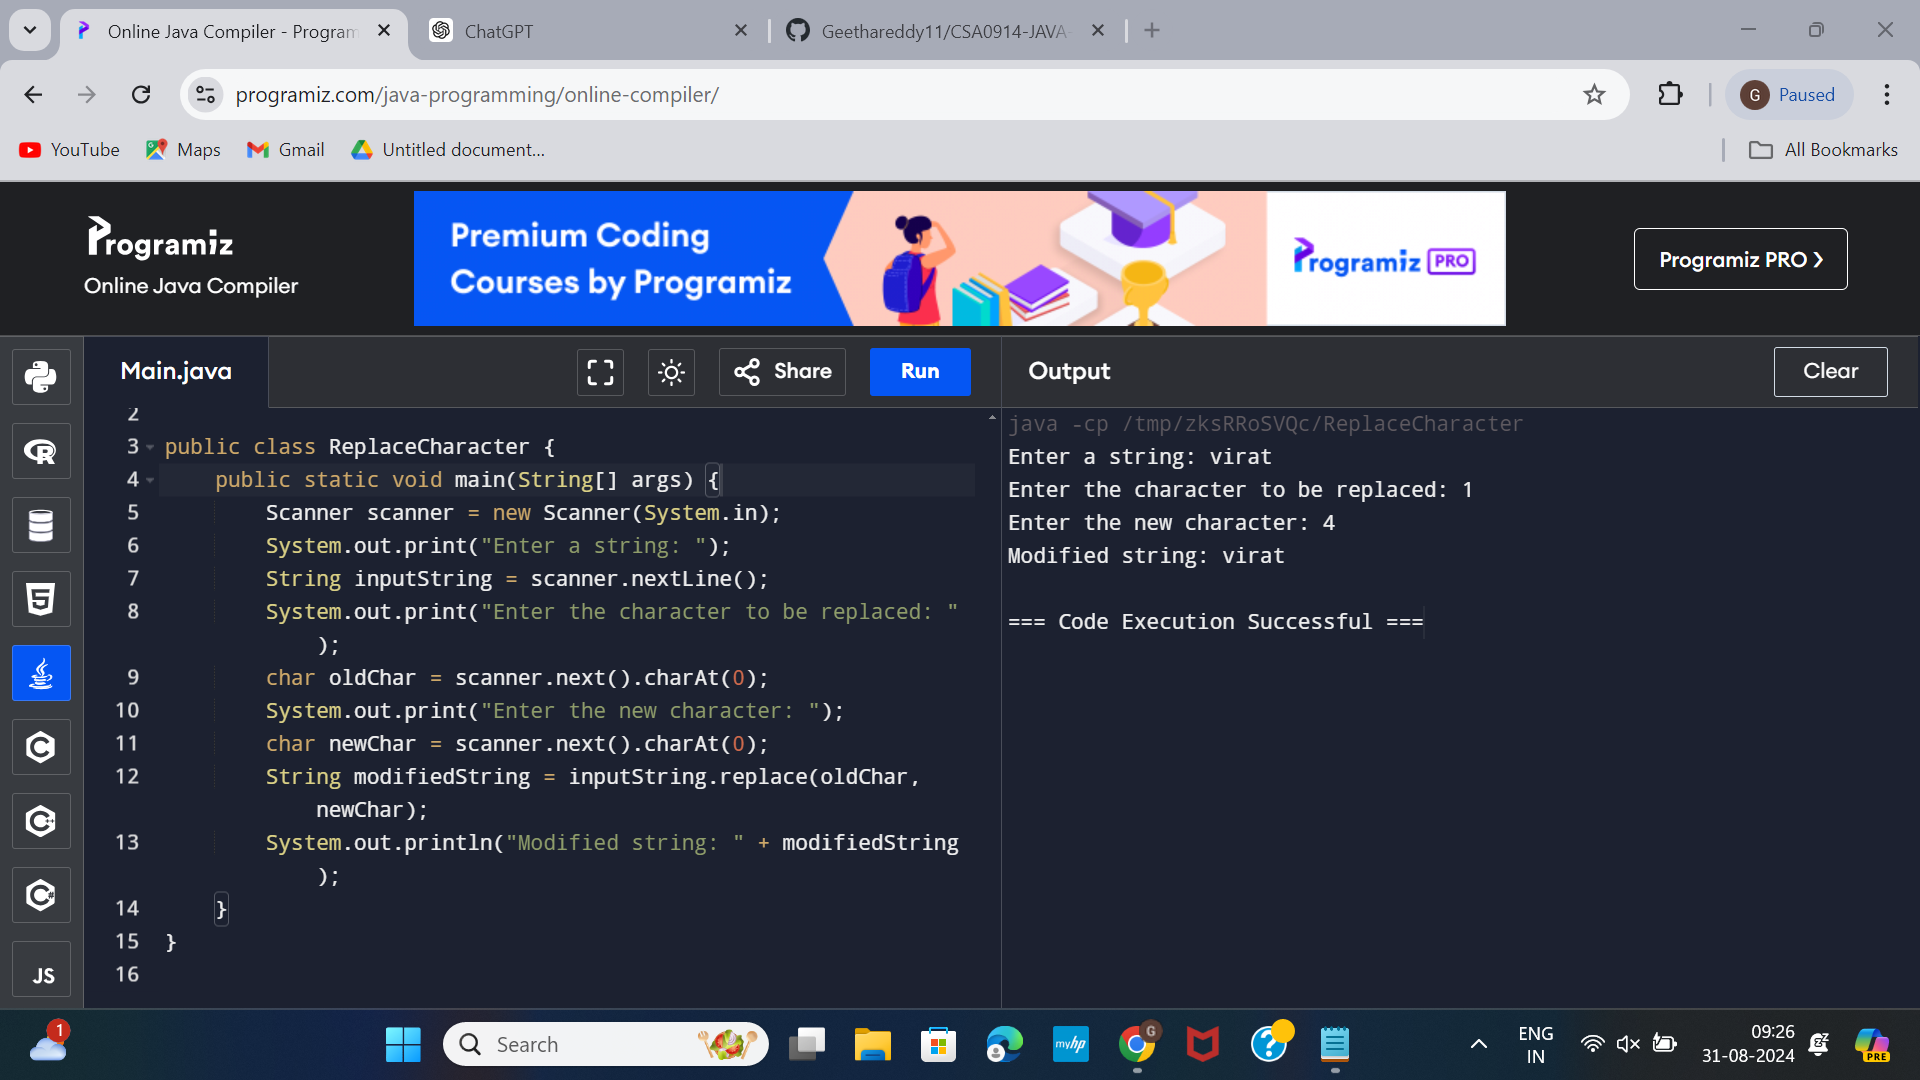 Online Java Compiler - Program
ChatGPT
Geethareddy11/CSA0914-JAVA-
programiz.com/java-programming/online-compiler/
G
Paused
YouTube
Maps
Gmail
Untitled document...
All Bookmarks
Programiz
Online Java Compiler
Premium Coding
Courses by Programiz
Programiz PRO
Programiz PRO ❯
Main.java
Share
Run
Output
Clear
2
3 public class ReplaceCharacter {
4 public static void main(String[] args) {
5 Scanner scanner = new Scanner(System.in);
6 System.out.print("Enter a string: ");
7 String inputString = scanner.nextLine();
8 System.out.print("Enter the character to be replaced: "
);
9 char oldChar = scanner.next().charAt(0);
10 System.out.print("Enter the new character: ");
11 char newChar = scanner.next().charAt(0);
12 String modifiedString = inputString.replace(oldChar,
newChar);
13 System.out.println("Modified string: " + modifiedString
);
14 }
15 }
16
java -cp /tmp/zksRRoSVQc/ReplaceCharacter
Enter a string: virat
Enter the character to be replaced: 1
Enter the new character: 4
Modified string: virat
=== Code Execution Successful ===
R
5
C
C
C
JS
1
Search
myhp
G
ENG
IN
09:26
31-08-2024
PRE